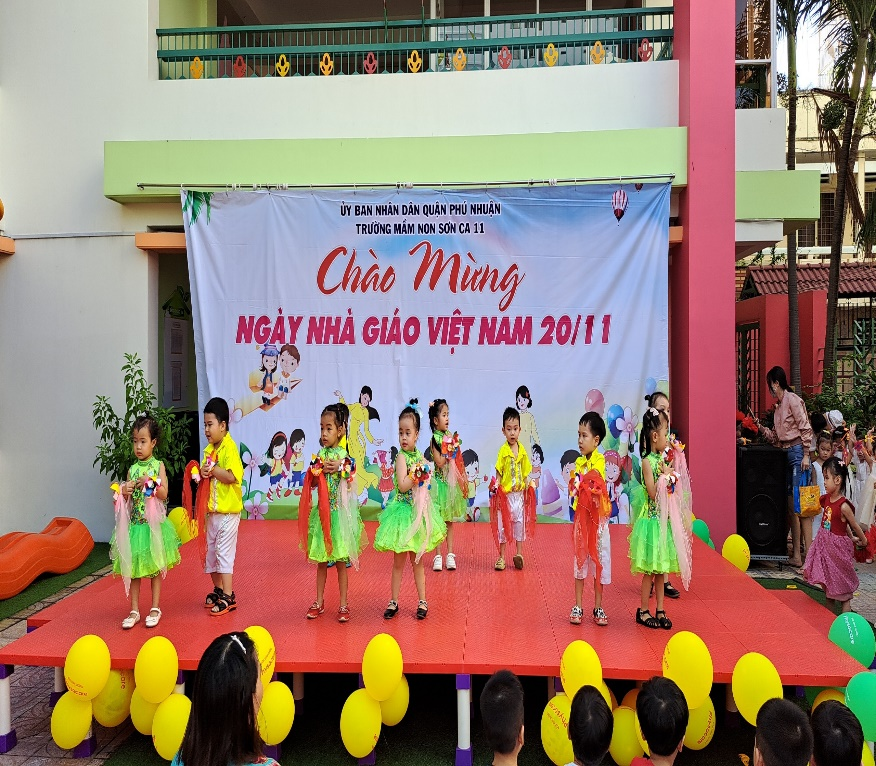 ỦY BAN NHÂN DÂN QUẬN PHÚ NHUẬN
TRƯỜNG MẦM NON SƠN CA 11
Chào Mừng
NGÀY NHÀ GIÁO VIỆT NAM 20/11